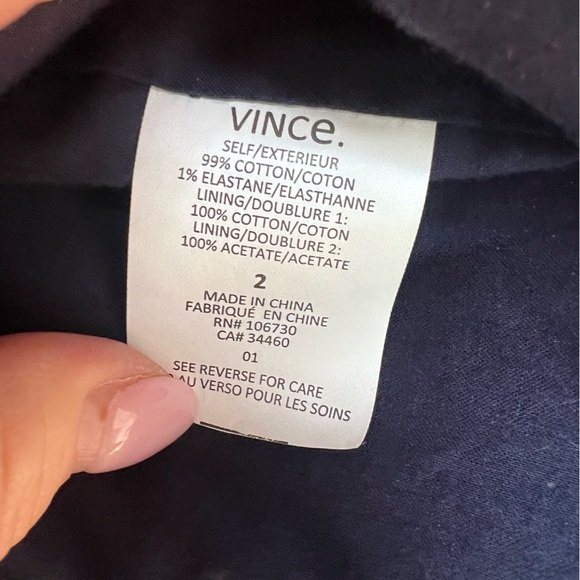 VINCe.
SELF/EXTERIEUR
99% COTTON/COTON
1% ELASTANE/ELASTHANNE
LINING/DOUBLURE 1:
100% COTTON/COTON
LINING/DOUBLURE 2:
100% ACETATE/ACETATE
2
MADE IN CHINA
FABRIQUÉ EN CHINE
RN# 106730
CA# 34460
01
SEE REVERSE FOR CARE
AU VERSO POUR LES SOINS